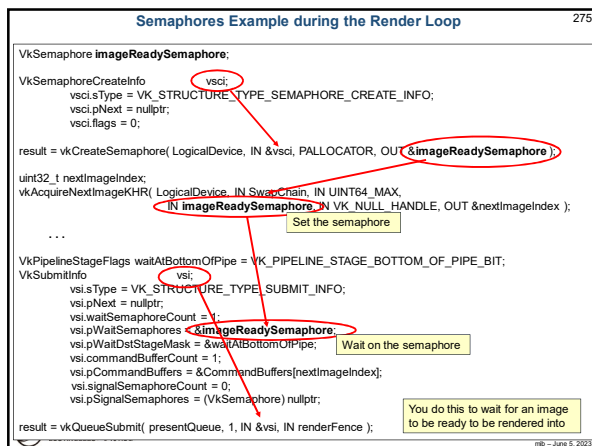 Semaphores Example during the Render Loop
275
VkSemaphore imageReadySemaphore;
VkSemaphoreCreateInfo vsci;
vsci.sType = VK_STRUCTURE_TYPE_SEMAPHORE_CREATE_INFO;
vsci.pNext = nullptr;
vsci.flags = 0;
result = vkCreateSemaphore( LogicalDevice, IN &vsci, PALLOCATOR, OUT &imageReadySemaphore );
uint32_t nextImageIndex;
vkAcquireNextImageKHR( LogicalDevice, IN SwapChain, IN UINT64_MAX,
IN imageReadySemaphore, IN VK_NULL_HANDLE, OUT &nextImageIndex );
Set the semaphore
. . .
VkPipelineStageFlags waitAtBottomOfPipe = VK_PIPELINE_STAGE_BOTTOM_OF_PIPE_BIT;
VkSubmitInfo vsi;
vsi.sType = VK_STRUCTURE_TYPE_SUBMIT_INFO;
vsi.pNext = nullptr;
vsi.waitSemaphoreCount = 1;
vsi.pWaitSemaphores = &imageReadySemaphore;
vsi.pWaitDstStageMask = &waitAtBottomOfPipe;
Wait on the semaphore
vsi.commandBufferCount = 1;
vsi.pCommandBuffers = &CommandBuffers[nextImageIndex];
vsi.signalSemaphoreCount = 0;
vsi.pSignalSemaphores = (VkSemaphore) nullptr;
You do this to wait for an image
to be ready to be rendered into
result = vkQueueSubmit( presentQueue, 1, IN &vsi, IN renderFence );
mjb – June 5, 2023